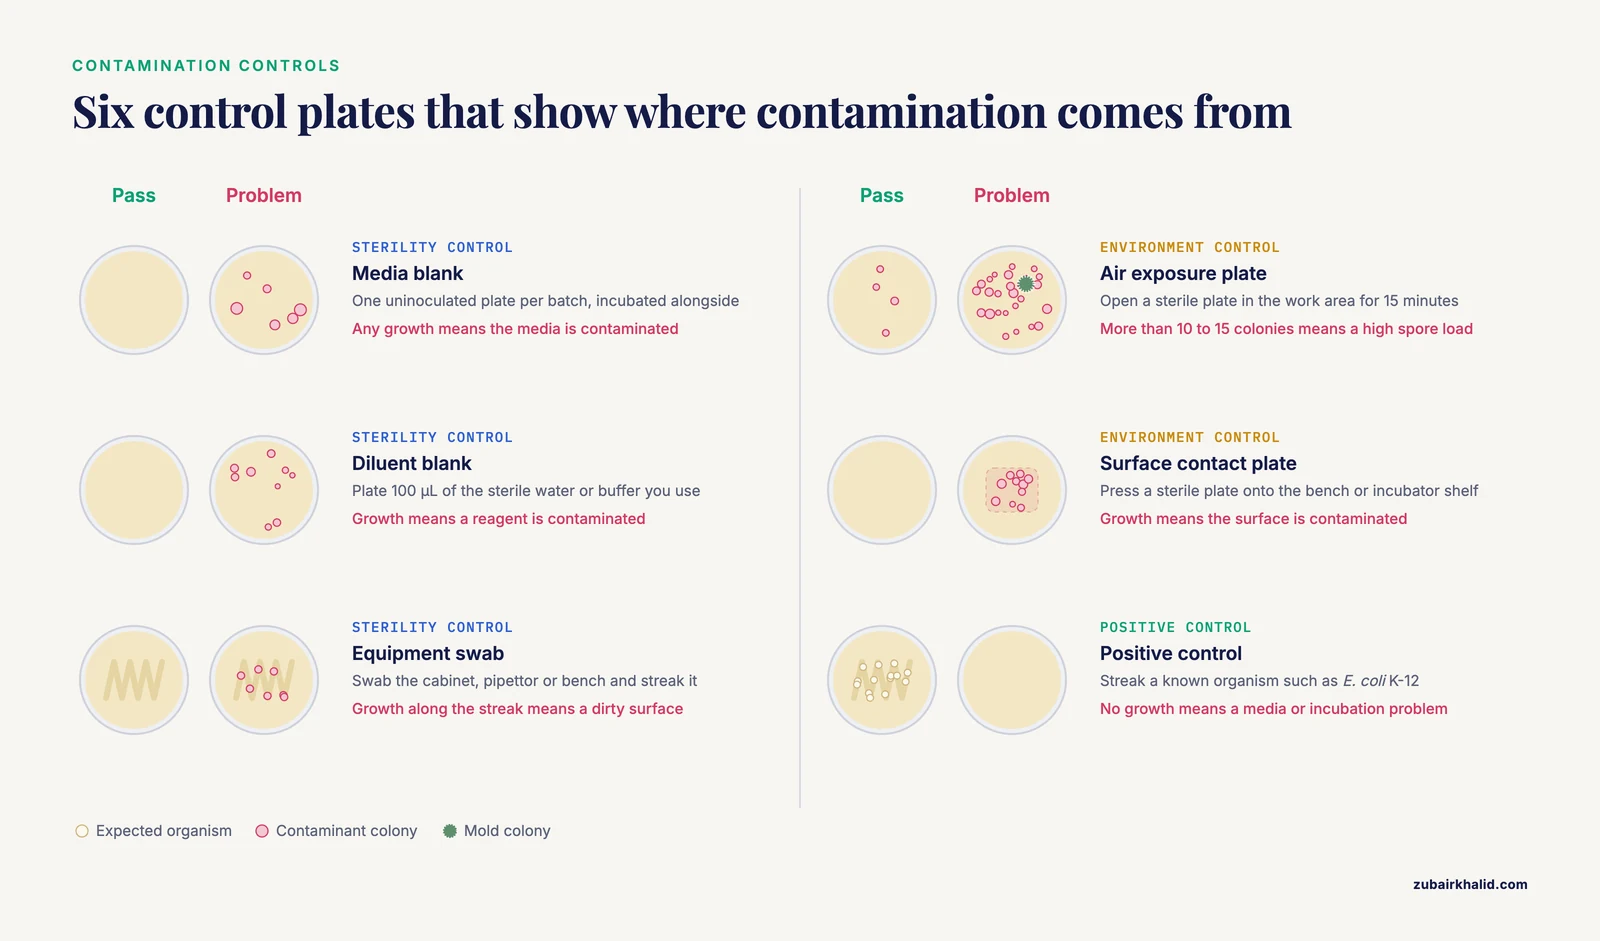 CONTAMINATION CONTROLS
Six control plates that show where contamination comes from
Pass
Problem
STERILITY CONTROL
Media blank
One uninoculated plate per batch, incubated alongside
Any growth means the media is contaminated
STERILITY CONTROL
Diluent blank
Plate 100 µL of the sterile water or buffer you use
Growth means a reagent is contaminated
STERILITY CONTROL
Equipment swab
Swab the cabinet, pipettor or bench and streak it
Growth along the streak means a dirty surface
Pass
Problem
ENVIRONMENT CONTROL
Air exposure plate
Open a sterile plate in the work area for 15 minutes
More than 10 to 15 colonies means a high spore load
ENVIRONMENT CONTROL
Surface contact plate
Press a sterile plate onto the bench or incubator shelf
Growth means the surface is contaminated
POSITIVE CONTROL
Positive control
Streak a known organism such as E. coli K-12
No growth means a media or incubation problem
Expected organism
Contaminant colony
Mold colony
zubairkhalid.com